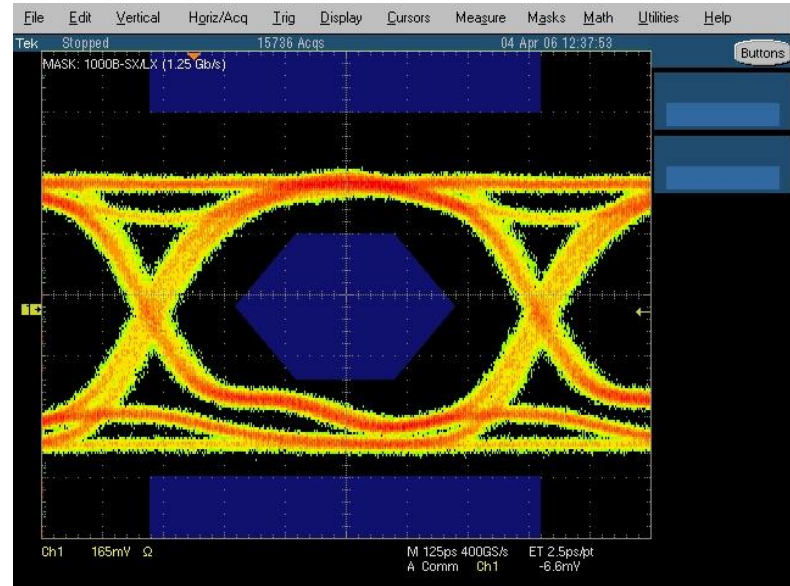 File Edit Vertical Horiz/Acq Trig Display Cursors Measure Masks Math Utilities Help
Tek Stopped 15736 Acqs 04 Apr 06 12:37:53
Buttons
MASK: 1000B-SX/LX (1.25 Gb/s)
1
Ch1 165mV Ω M 125ps 400GS/s ET 2.5ps/pt
A Comm Ch1 -6.6mV